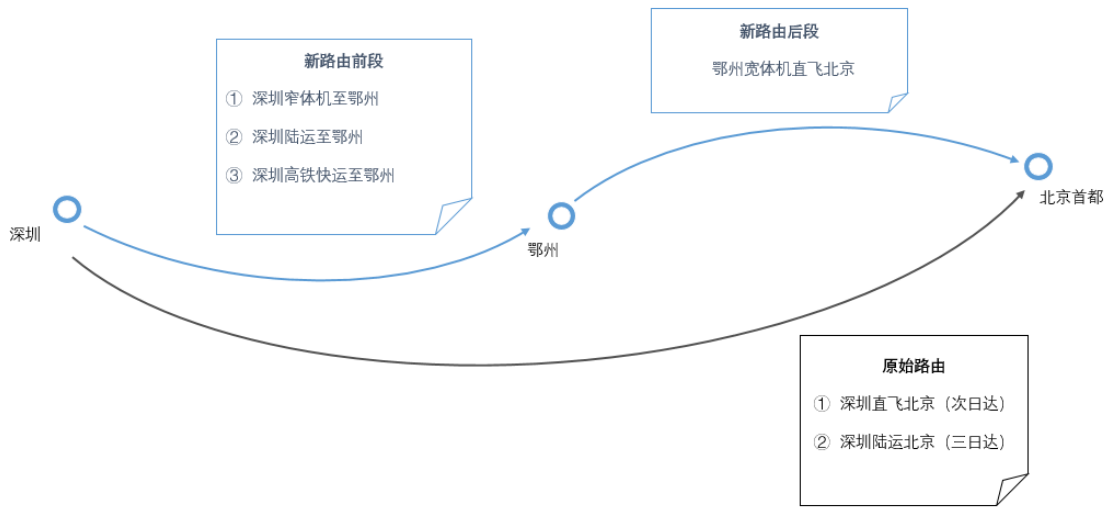 新路由后段
鄂州宽体机直飞北京
新路由前段
① 深圳窄体机至鄂州
② 深圳陆运至鄂州
③ 深圳高铁快运至鄂州
深圳
鄂州
北京首都
原始路由
① 深圳直飞北京（次日达）
② 深圳陆运北京（三日达）